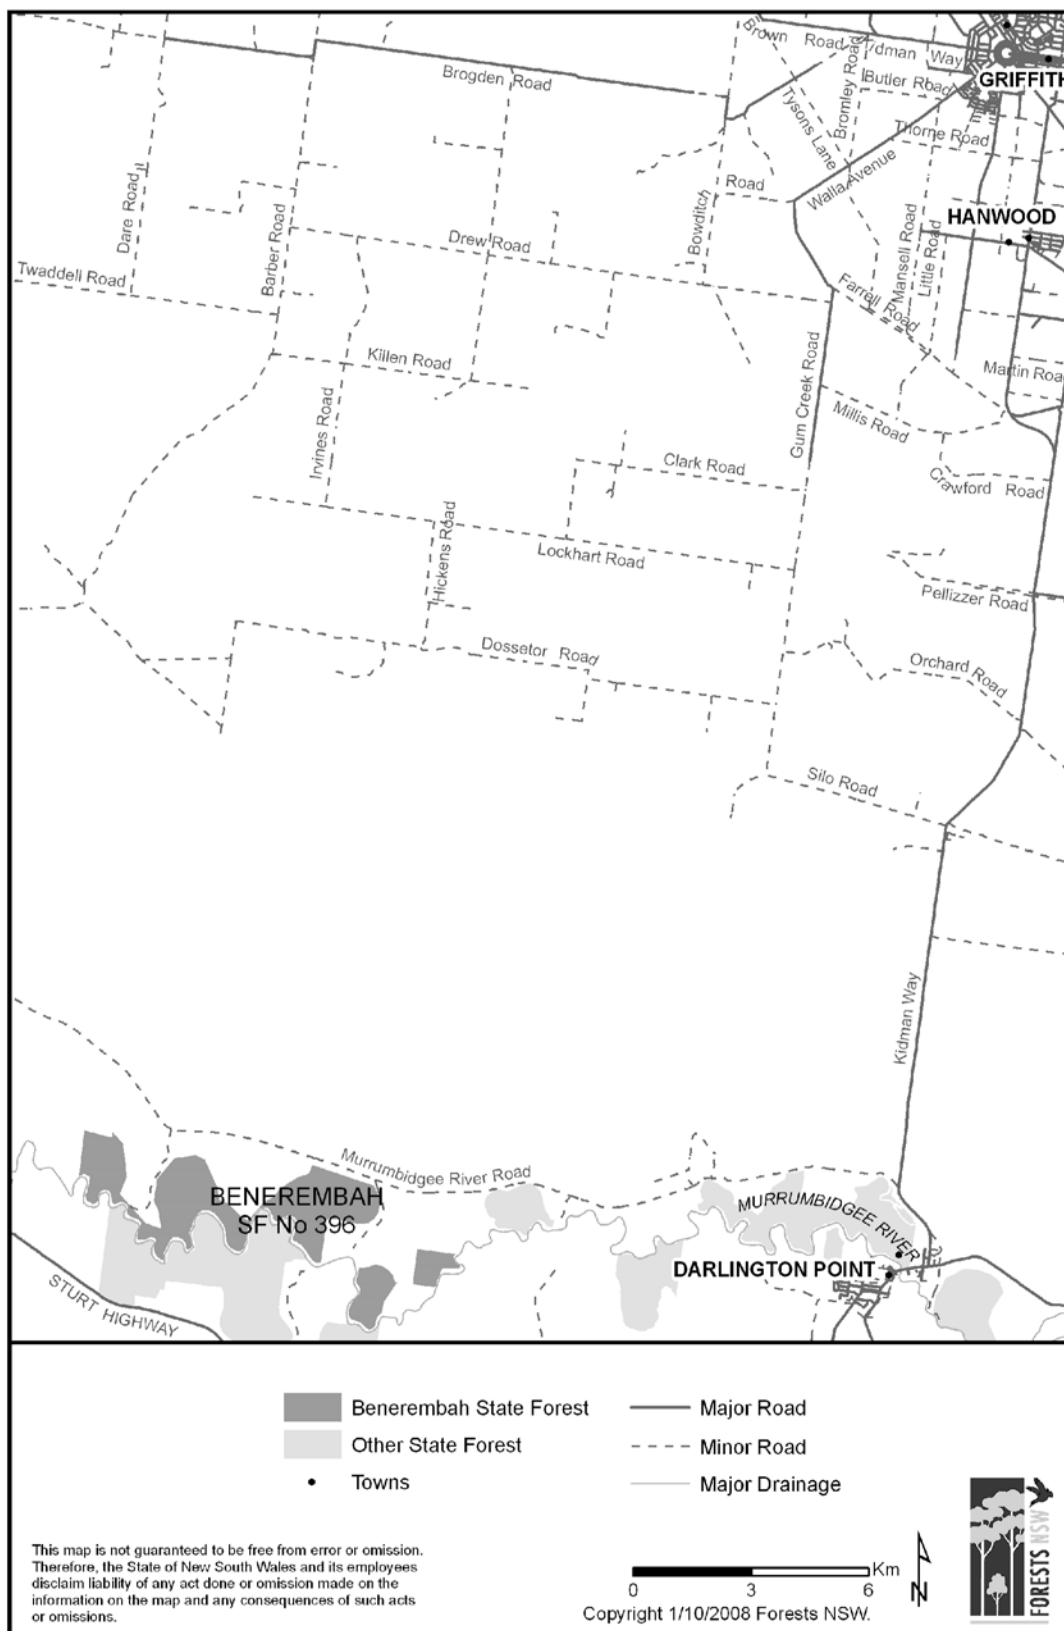 Brown Road
Kidman Way
GRIFFITH
Brogden Road
Bromley Road
Butler Road
Tysons Lane
Thorne Road
Walla Avenue
Road
Dare Road
Barber Road
Bowditch
HANWOOD
Drew Road
Mansell Road
Little Road
Twaddell Road
Farrell Road
Killen Road
Gum Creek Road
Martin Road
Irvines Road
Millis Road
Clark Road
Crawford Road
Hickens Road
Lockhart Road
Pellizzer Road
Dossetor Road
Orchard Road
Silo Road
Kidman Way
Murrumbidgee River Road
BENEREMBAH
SF No 396
MURRUMBIDGEE RIVER
DARLINGTON POINT
STURT HIGHWAY
Benerembah State Forest
Major Road
Other State Forest
Minor Road
Towns
Major Drainage
This map is not guaranteed to be free from error or omission.
Therefore, the State of New South Wales and its employees
disclaim liability of any act done or omission made on the
information on the map and any consequences of such acts
or omissions.
Km
0 3 6
N
Copyright 1/10/2008 Forests NSW.
FORESTS NSW